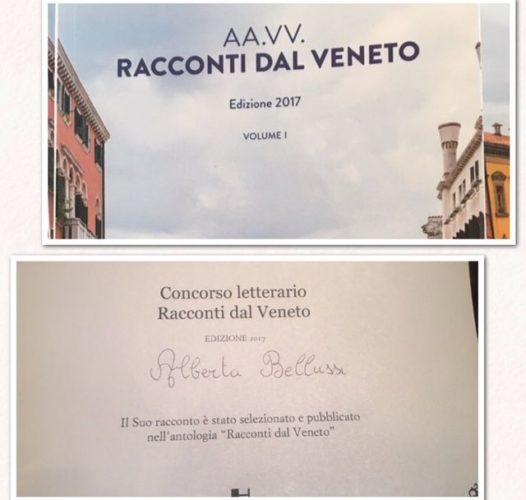 AA.VV.
RACCONTI DAL VENETO
Edizione 2017
VOLUME I
Concorso letterario
Racconti dal Veneto
EDIZIONE 2017
Alberta Bellussi
Il Suo racconto è stato selezionato e pubblicato
nell'antologia "Racconti dal Veneto"